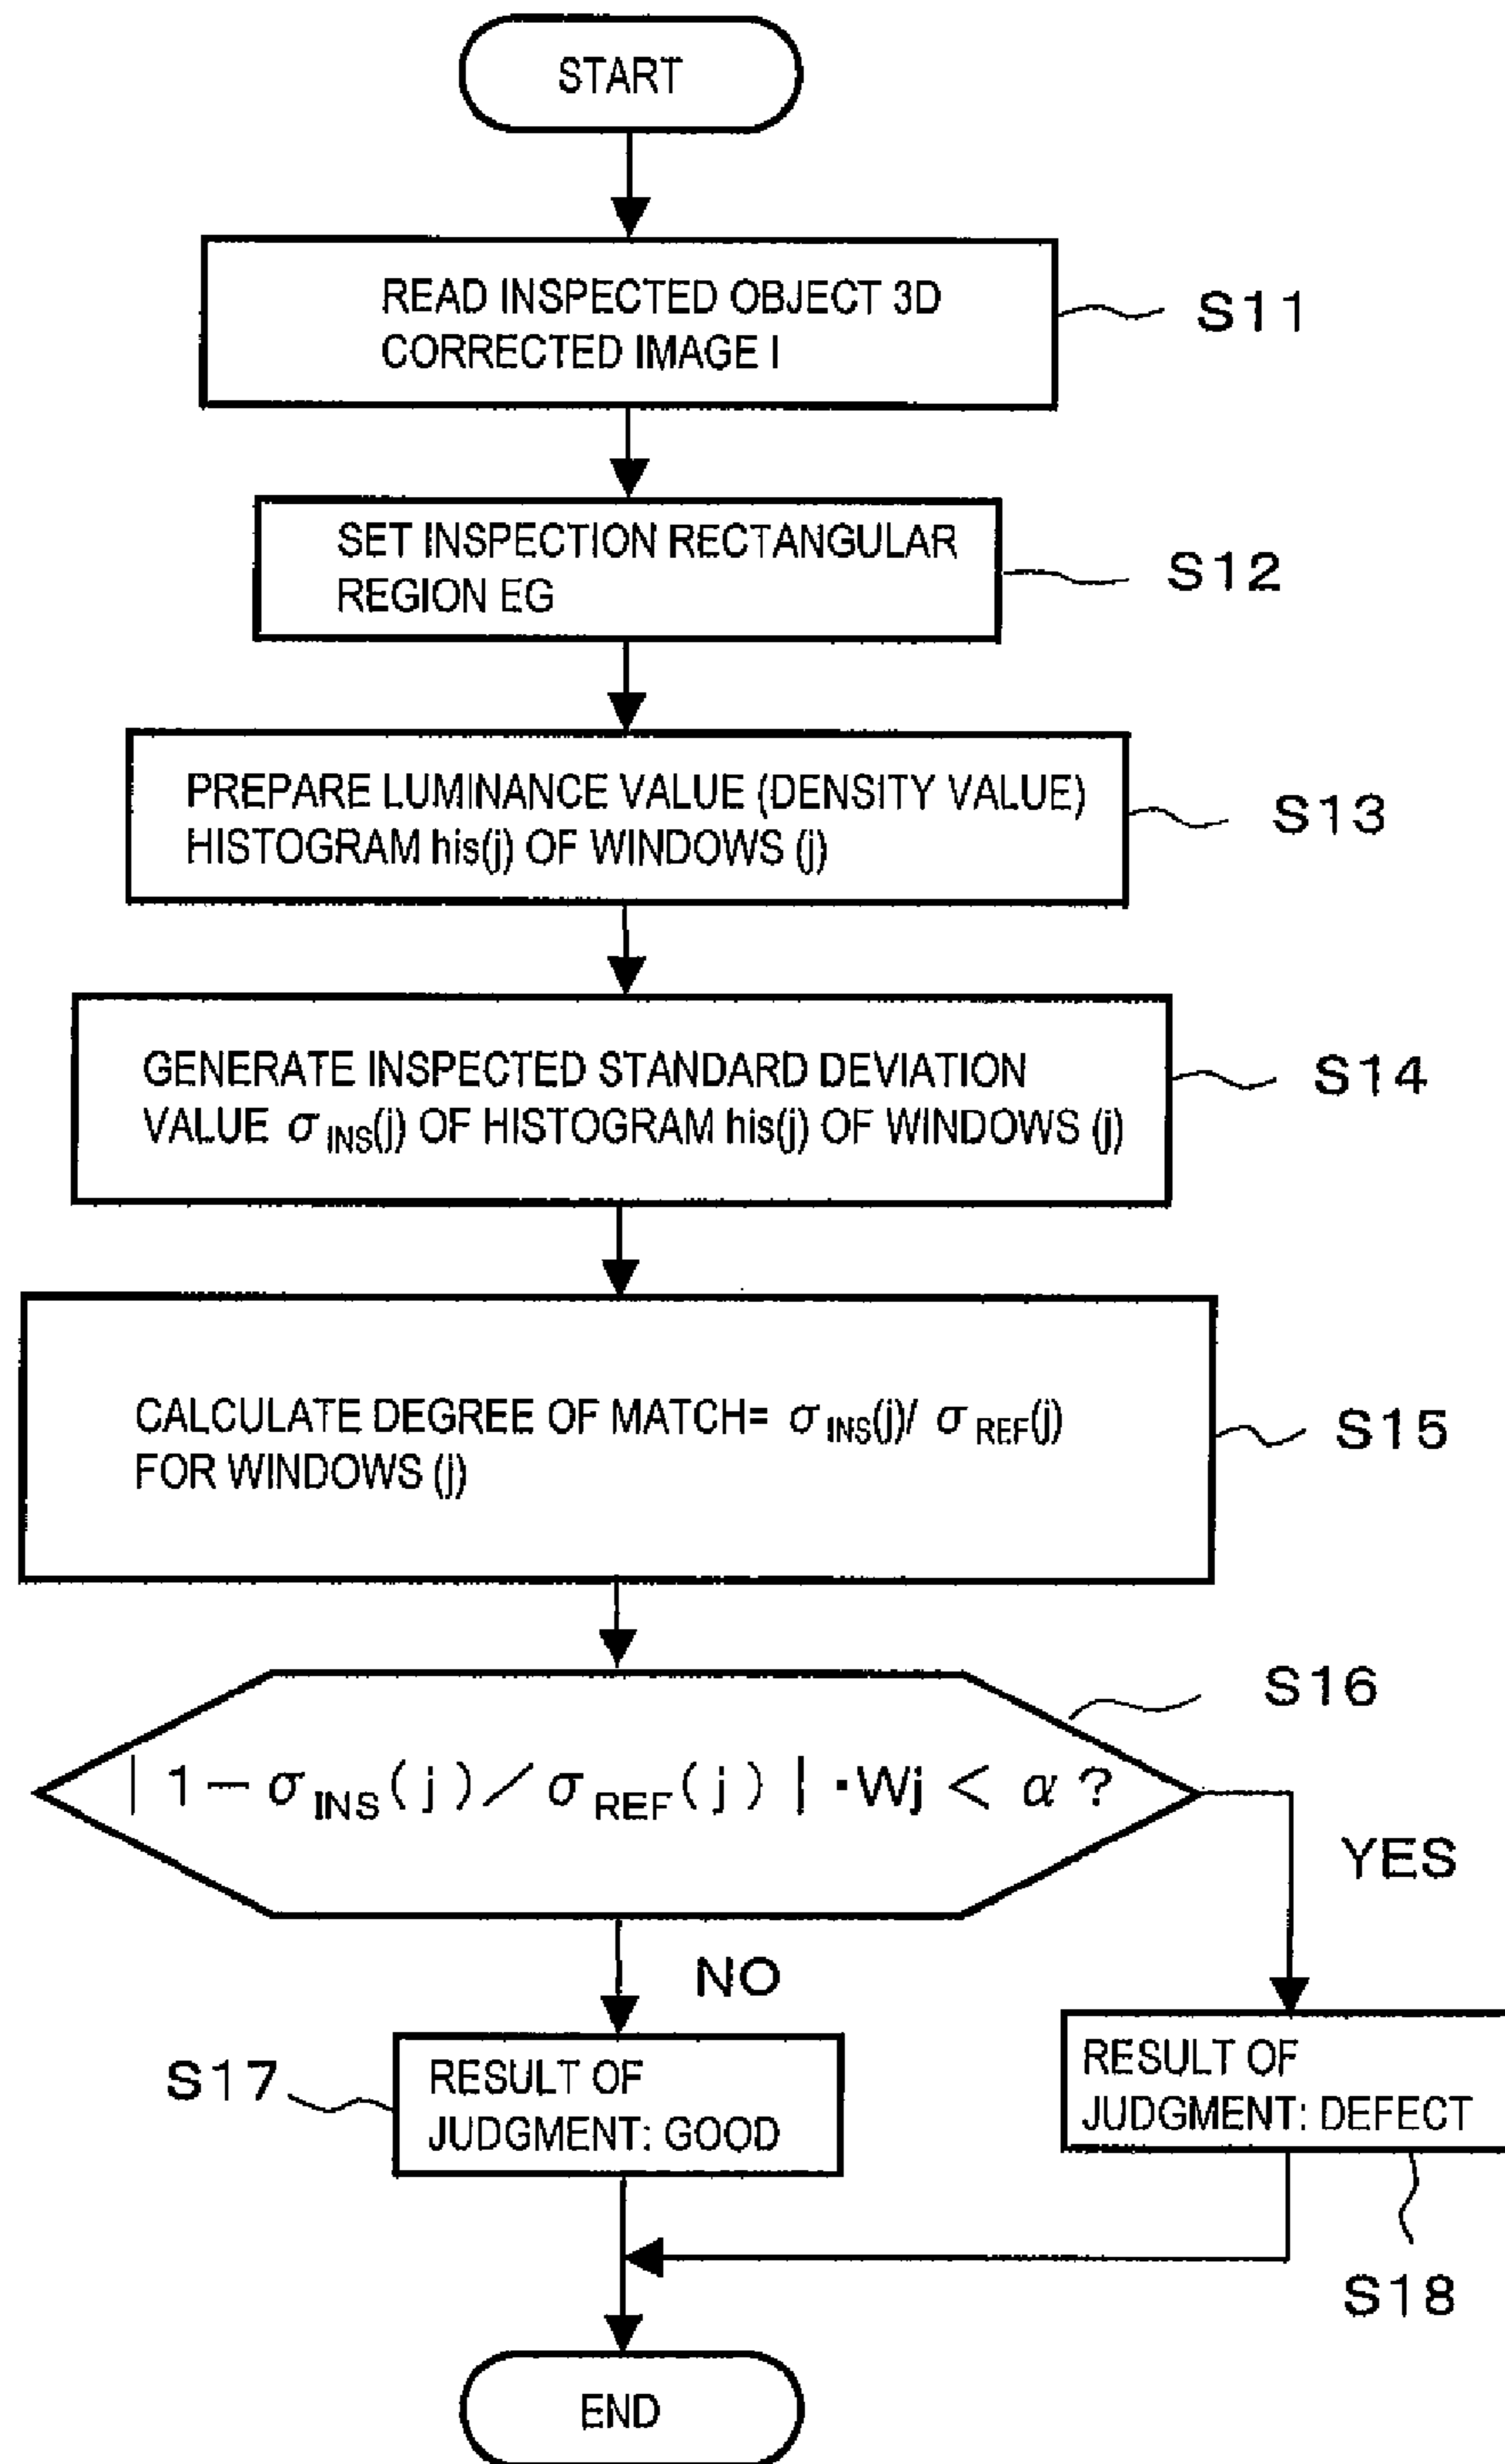 START
READ INSPECTED OBJECT 3D
CORRECTED IMAGE I
S11
SET INSPECTION RECTANGULAR
REGION EG
S12
PREPARE LUMINANCE VALUE (DENSITY VALUE)
HISTOGRAM his(j) OF WINDOWS (j)
S13
GENERATE INSPECTED STANDARD DEVIATION
VALUE σINS(j) OF HISTOGRAM his(j) OF WINDOWS (j)
S14
CALCULATE DEGREE OF MATCH= σINS(j)/ σREF(j)
FOR WINDOWS (j)
S15
S16
| 1－σINS(j)／σREF(j) |・Wj < α ?
YES
NO
S17
RESULT OF
JUDGMENT: GOOD
RESULT OF
JUDGMENT: DEFECT
S18
END